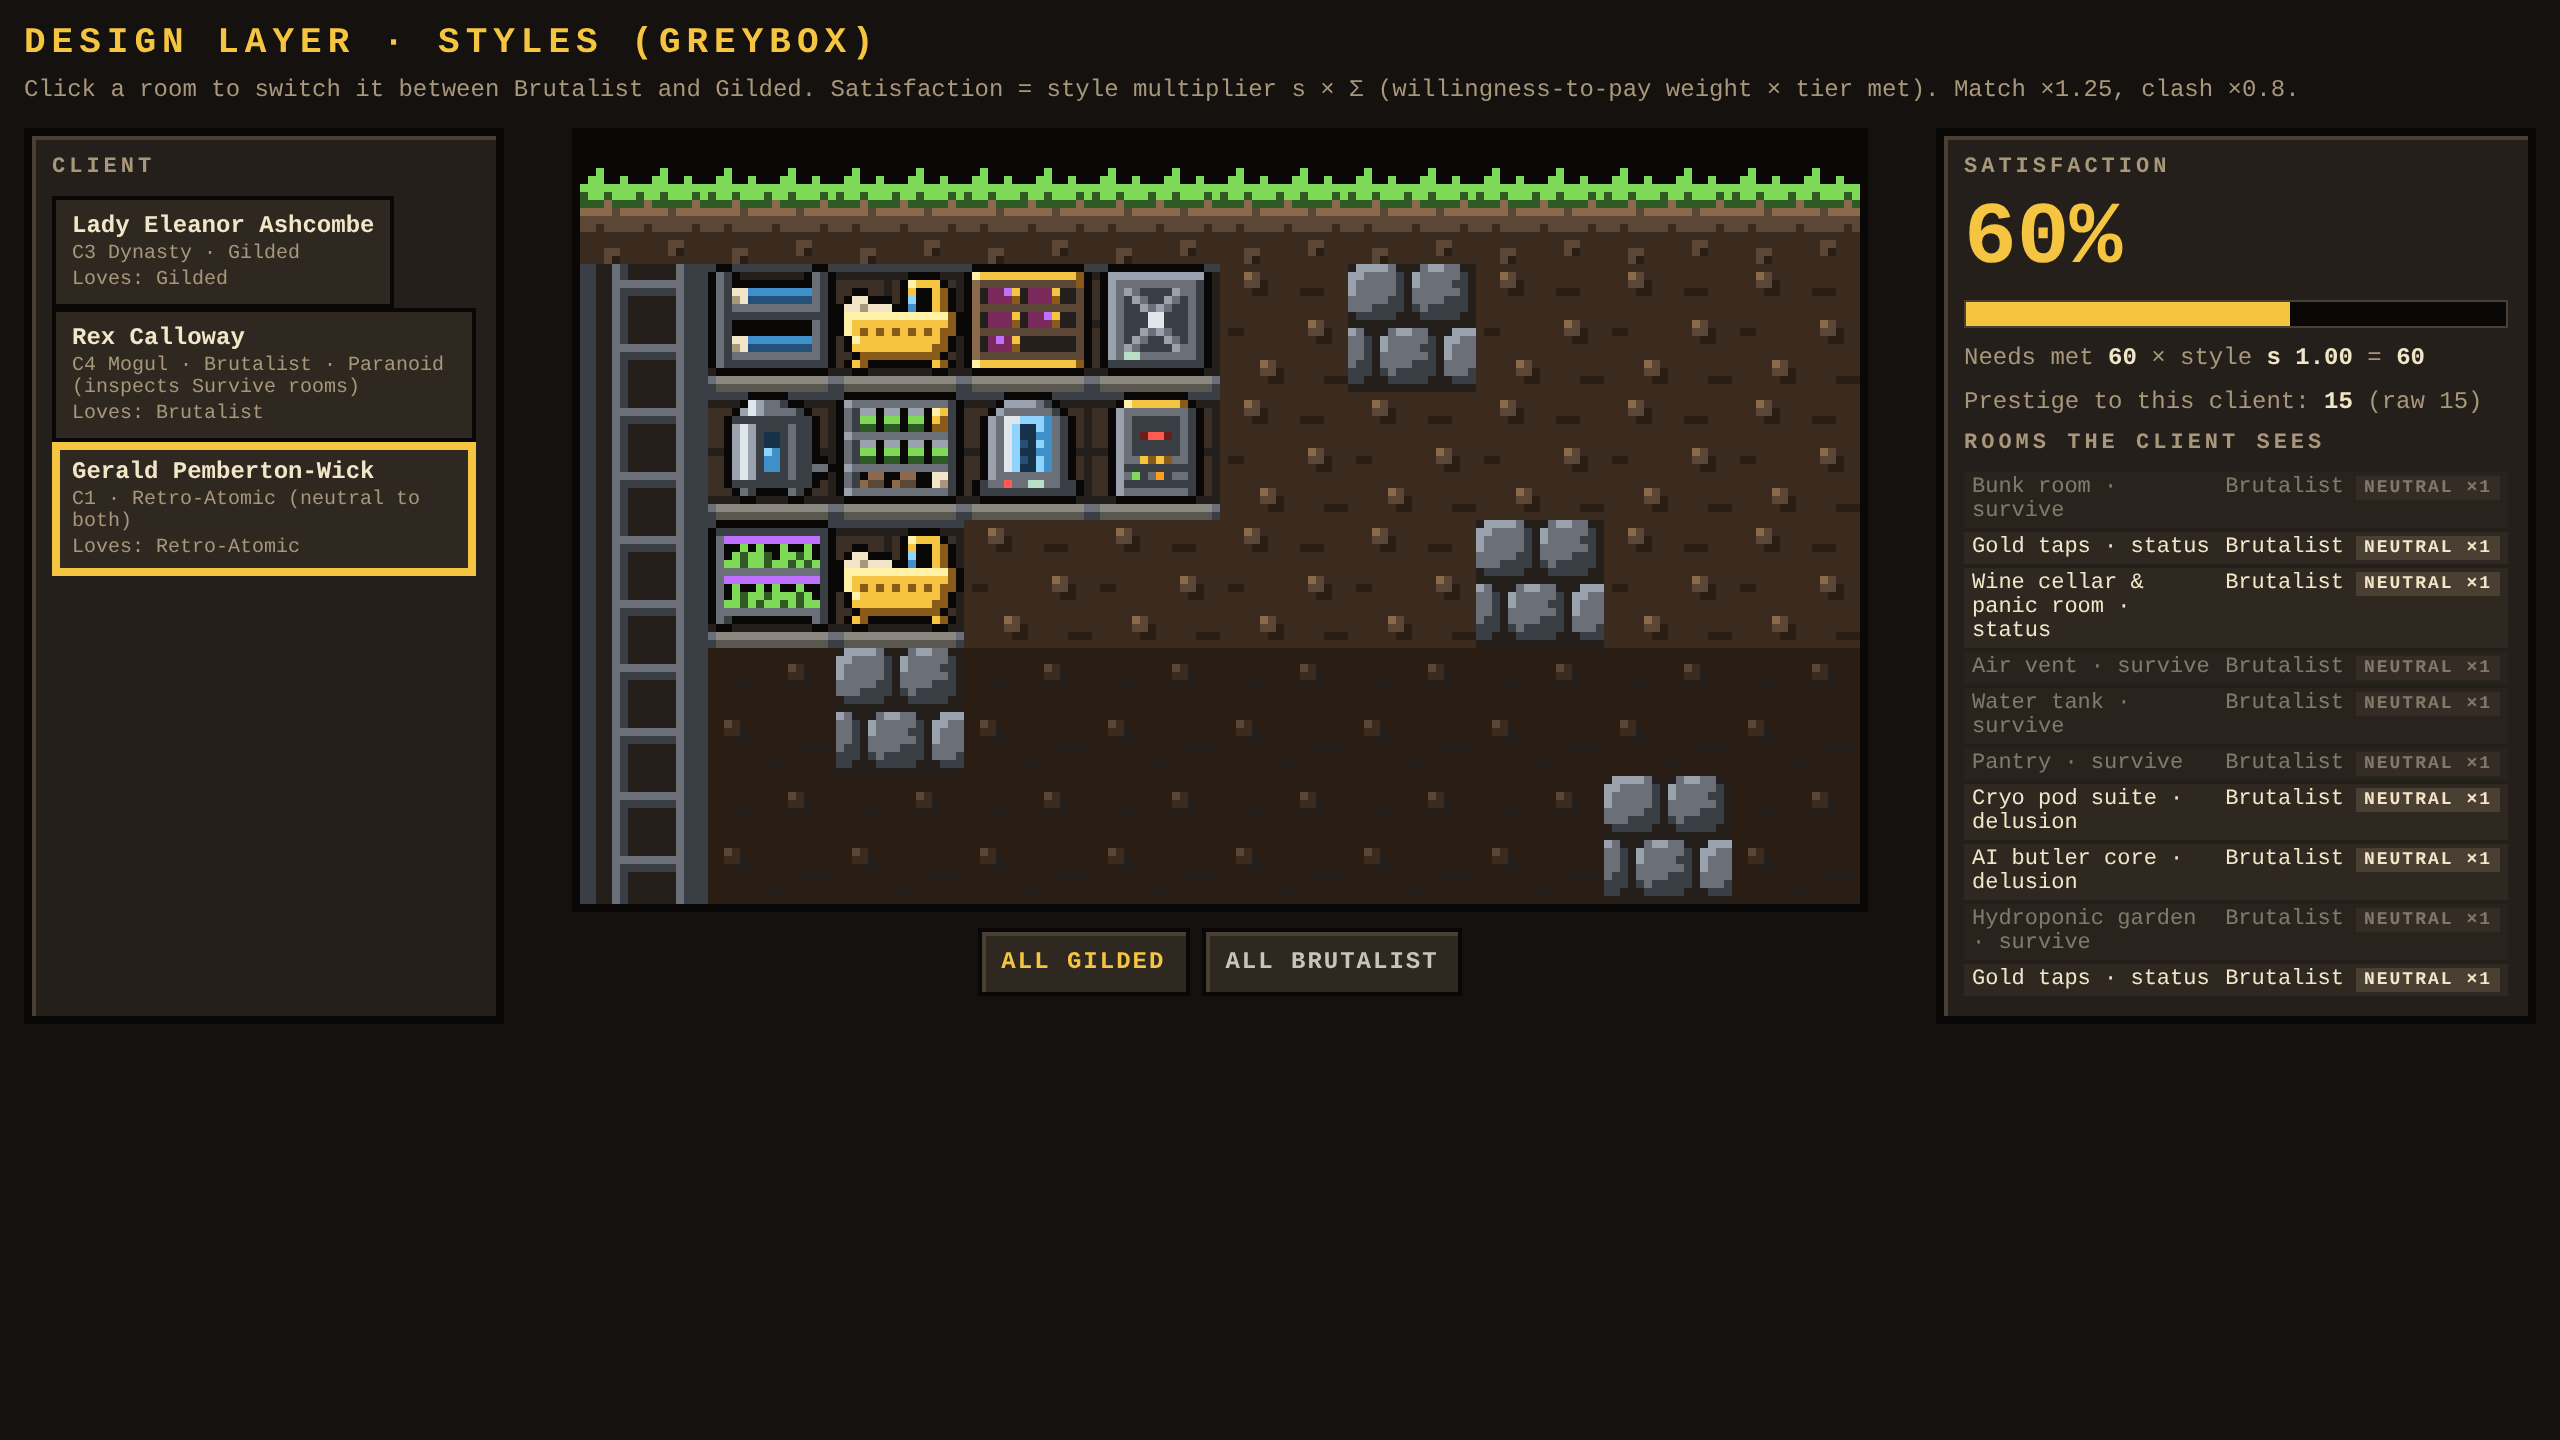 DESIGN LAYER · STYLES (GREYBOX)
Click a room to switch it between Brutalist and Gilded. Satisfaction = style multiplier s × Σ (willingness-to-pay weight × tier met). Match ×1.25, clash ×0.8.
CLIENT
Lady Eleanor Ashcombe
C3 Dynasty · Gilded
Loves: Gilded
Rex Calloway
C4 Mogul · Brutalist · Paranoid
(inspects Survive rooms)
Loves: Brutalist
Gerald Pemberton-Wick
C1 · Retro-Atomic (neutral to
both)
Loves: Retro-Atomic
ALL GILDED
ALL BRUTALIST
SATISFACTION
60%
Needs met 60 × style s 1.00 = 60
Prestige to this client: 15 (raw 15)
ROOMS THE CLIENT SEES
Bunk room · Brutalist NEUTRAL ×1
survive
Gold taps · status Brutalist NEUTRAL ×1
Wine cellar & Brutalist NEUTRAL ×1
panic room ·
status
Air vent · survive Brutalist NEUTRAL ×1
Water tank · Brutalist NEUTRAL ×1
survive
Pantry · survive Brutalist NEUTRAL ×1
Cryo pod suite · Brutalist NEUTRAL ×1
delusion
AI butler core · Brutalist NEUTRAL ×1
delusion
Hydroponic garden Brutalist NEUTRAL ×1
· survive
Gold taps · status Brutalist NEUTRAL ×1